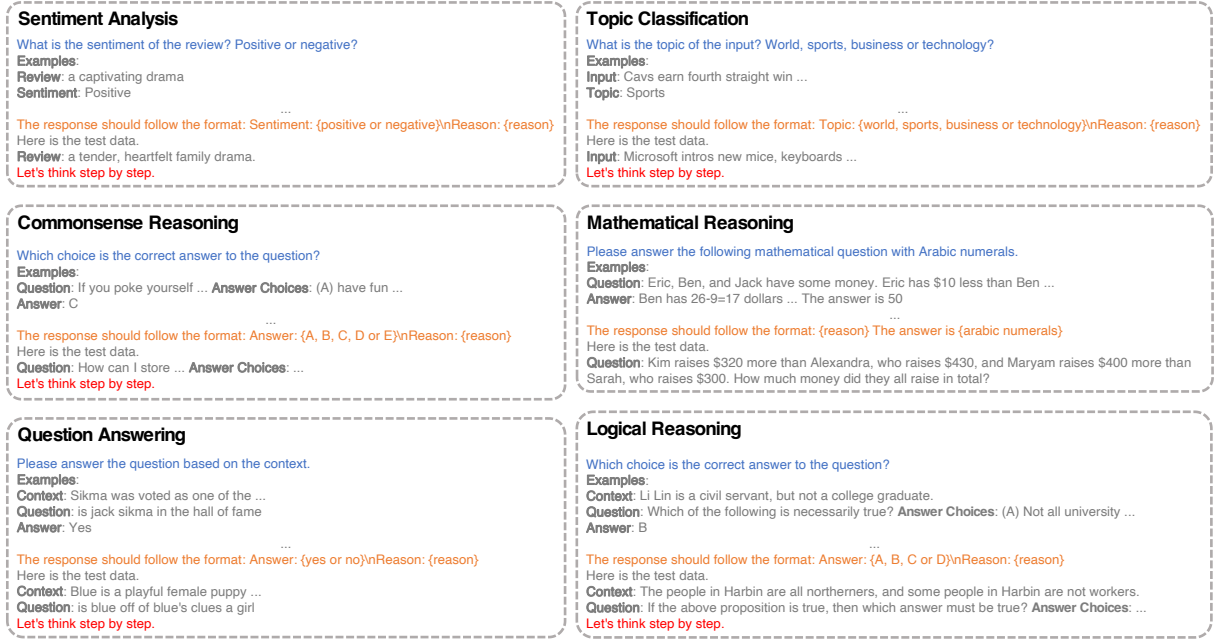 Sentiment Analysis
What is the sentiment of the review? Positive or negative?
Examples:
Review: a captivating drama
Sentiment: Positive
...
The response should follow the format: Sentiment: {positive or negative}\nReason: {reason}
Here is the test data.
Review: a tender, heartfelt family drama.
Let's think step by step.
Topic Classification
What is the topic of the input? World, sports, business or technology?
Examples:
Input: Cavs earn fourth straight win ...
Topic: Sports
...
The response should follow the format: Topic: {world, sports, business or technology}\nReason: {reason}
Here is the test data.
Input: Microsoft intros new mice, keyboards ...
Let's think step by step.
Commonsense Reasoning
Which choice is the correct answer to the question?
Examples:
Question: If you poke yourself ... Answer Choices: (A) have fun ...
Answer: C
...
The response should follow the format: Answer: {A, B, C, D or E}\nReason: {reason}
Here is the test data.
Question: How can I store ... Answer Choices: ...
Let's think step by step.
Mathematical Reasoning
Please answer the following mathematical question with Arabic numerals.
Examples:
Question: Eric, Ben, and Jack have some money. Eric has $10 less than Ben ...
Answer: Ben has 26-9=17 dollars ... The answer is 50
...
The response should follow the format: {reason} The answer is {arabic numerals}
Here is the test data.
Question: Kim raises $320 more than Alexandra, who raises $430, and Maryam raises $400 more than
Sarah, who raises $300. How much money did they all raise in total?
Question Answering
Please answer the question based on the context.
Examples:
Context: Sikma was voted as one of the ...
Question: is jack sikma in the hall of fame
Answer: Yes
...
The response should follow the format: Answer: {yes or no}\nReason: {reason}
Here is the test data.
Context: Blue is a playful female puppy ...
Question: is blue off of blue's clues a girl
Let's think step by step.
Logical Reasoning
Which choice is the correct answer to the question?
Examples:
Context: Li Lin is a civil servant, but not a college graduate.
Question: Which of the following is necessarily true? Answer Choices: (A) Not all university ...
Answer: B
...
The response should follow the format: Answer: {A, B, C or D}\nReason: {reason}
Here is the test data.
Context: The people in Harbin are all northerners, and some people in Harbin are not workers.
Question: If the above proposition is true, then which answer must be true? Answer Choices: ...
Let's think step by step.